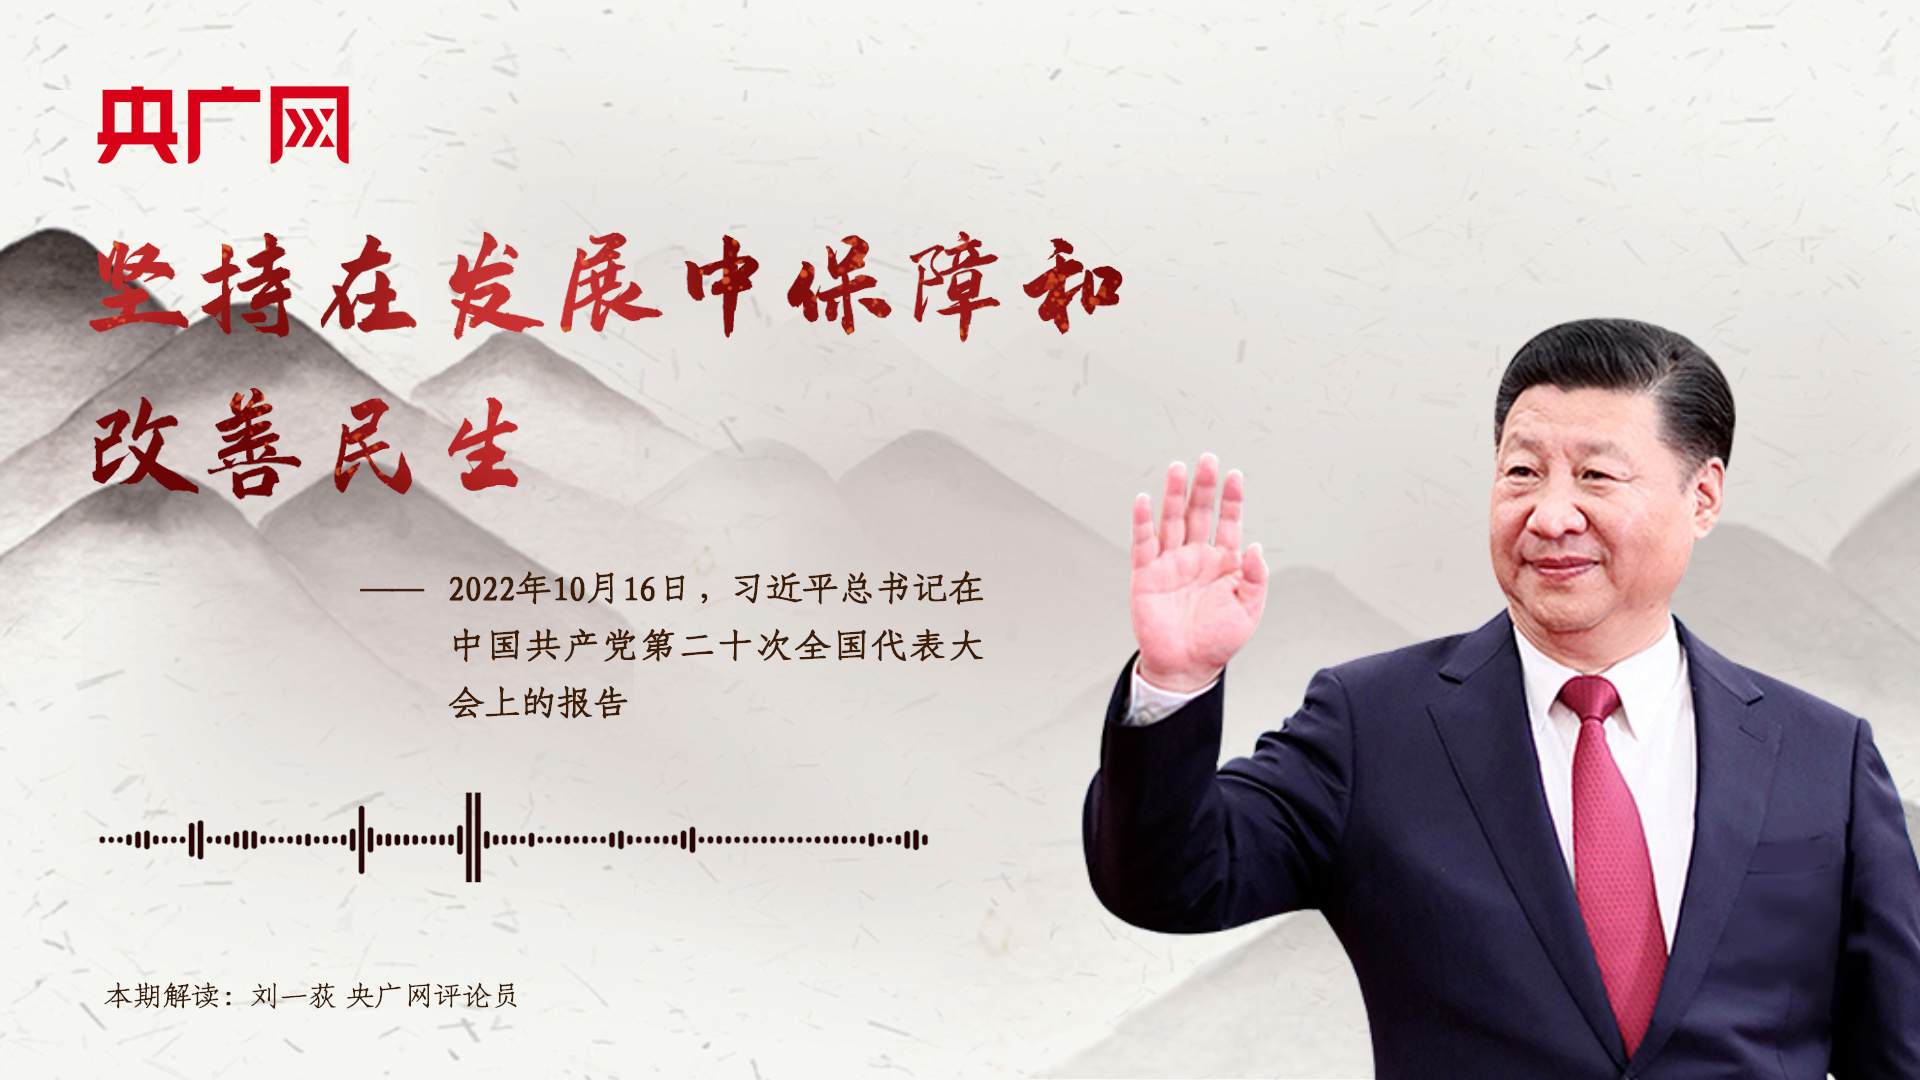 央广网
坚持在发展中保障和
改善民生
—— 2022年10月16日，习近平总书记在
中国共产党第二十次全国代表大
会上的报告
本期解读：刘一荻 央广网评论员